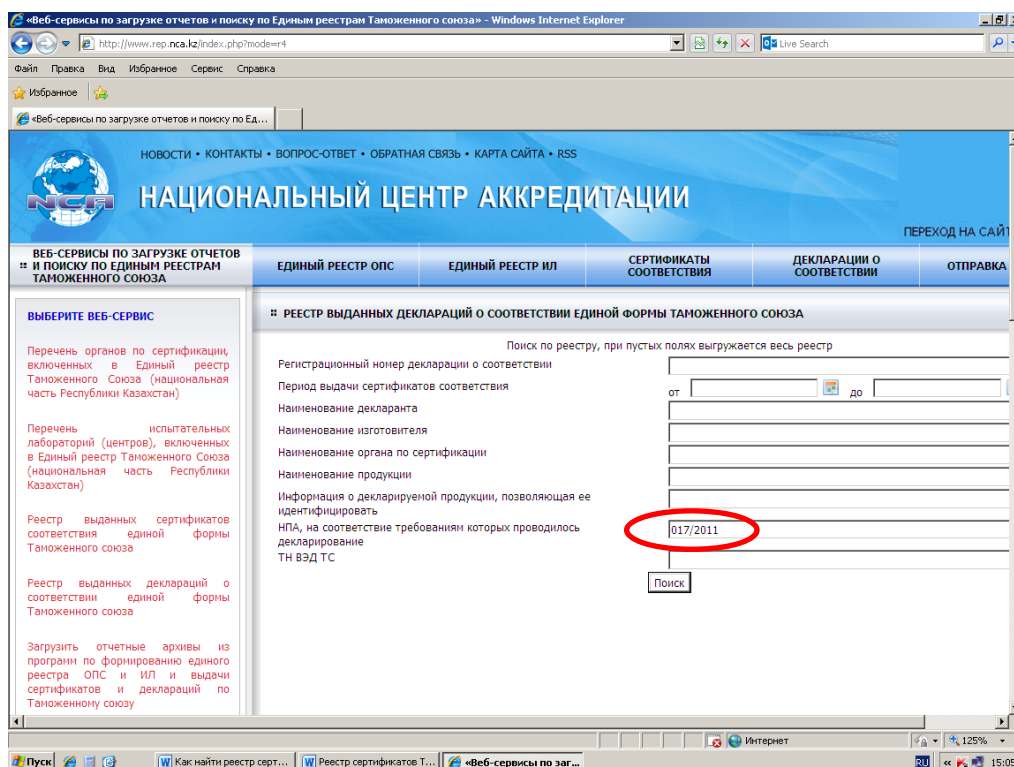 «Веб-сервисы по загрузке отчетов и поиску по Единым реестрам Таможенного союза» - Windows Internet Explorer
http://www.rep.nca.kz/index.php?mode=r4
Live Search
Файл Правка Вид Избранное Сервис Справка
Избранное
«Веб-сервисы по загрузке отчетов и поиску по Ед...
НОВОСТИ • КОНТАКТЫ • ВОПРОС-ОТВЕТ • ОБРАТНАЯ СВЯЗЬ • КАРТА САЙТА • RSS
NCA
НАЦИОНАЛЬНЫЙ ЦЕНТР АККРЕДИТАЦИИ
ПЕРЕХОД НА САЙТ
ВЕБ-СЕРВИСЫ ПО ЗАГРУЗКЕ ОТЧЕТОВ
И ПОИСКУ ПО ЕДИНЫМ РЕЕСТРАМ
ТАМОЖЕННОГО СОЮЗА
ЕДИНЫЙ РЕЕСТР ОПС
ЕДИНЫЙ РЕЕСТР ИЛ
СЕРТИФИКАТЫ
СООТВЕТСТВИЯ
ДЕКЛАРАЦИИ О
СООТВЕТСТВИИ
ОТПРАВКА
ВЫБЕРИТЕ ВЕБ-СЕРВИС
Перечень органов по сертификации,
включенных в Единый реестр
Таможенного Союза (национальная
часть Республики Казахстан)
Перечень испытательных
лабораторий (центров), включенных
в Единый реестр Таможенного Союза
(национальная часть Республики
Казахстан)
Реестр выданных сертификатов
соответствия единой формы
Таможенного союза
Реестр выданных деклараций о
соответствии единой формы
Таможенного союза
Загрузить отчетные архивы из
программ по формированию единого
реестра ОПС и ИЛ и выдачи
сертификатов и деклараций по
Таможенному союзу
РЕЕСТР ВЫДАННЫХ ДЕКЛАРАЦИЙ О СООТВЕТСТВИИ ЕДИНОЙ ФОРМЫ ТАМОЖЕННОГО СОЮЗА
Поиск по реестру, при пустых полях выгружается весь реестр
Регистрационный номер декларации о соответствии
Период выдачи сертификатов соответствия от до
Наименование декларанта
Наименование изготовителя
Наименование органа по сертификации
Наименование продукции
Информация о декларируемой продукции, позволяющая ее
идентифицировать
НПА, на соответствие требованиям которых проводилось
декларирование
017/2011
ТН ВЭД ТС
Поиск
Интернет
125%
Пуск
Как найти реестр серт...
Реестр сертификатов Т...
«Веб-сервисы по заг...
RU
15:05